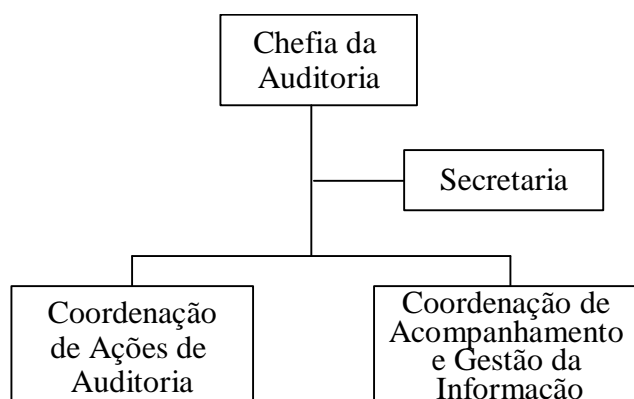 Chefia da
Auditoria
Secretaria
Coordenação
de Ações de
Auditoria
Coordenação de
Acompanhamento
e Gestão da
Informação